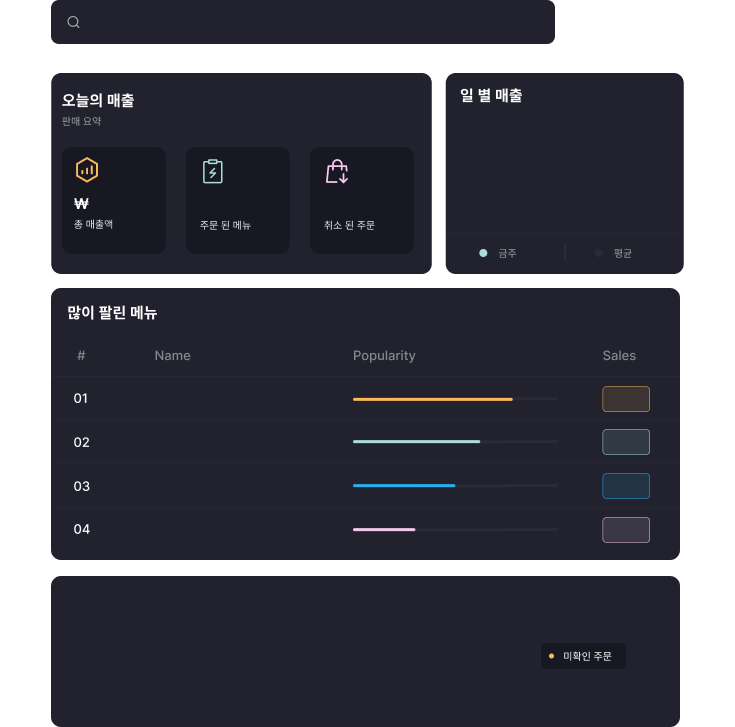 오늘의 매출
판매 요약
₩
총 매출액
주문 된 메뉴
취소 된 주문
일 별 매출
금주
평균
많이 팔린 메뉴
# Name Popularity Sales
01
02
03
04
미확인 주문